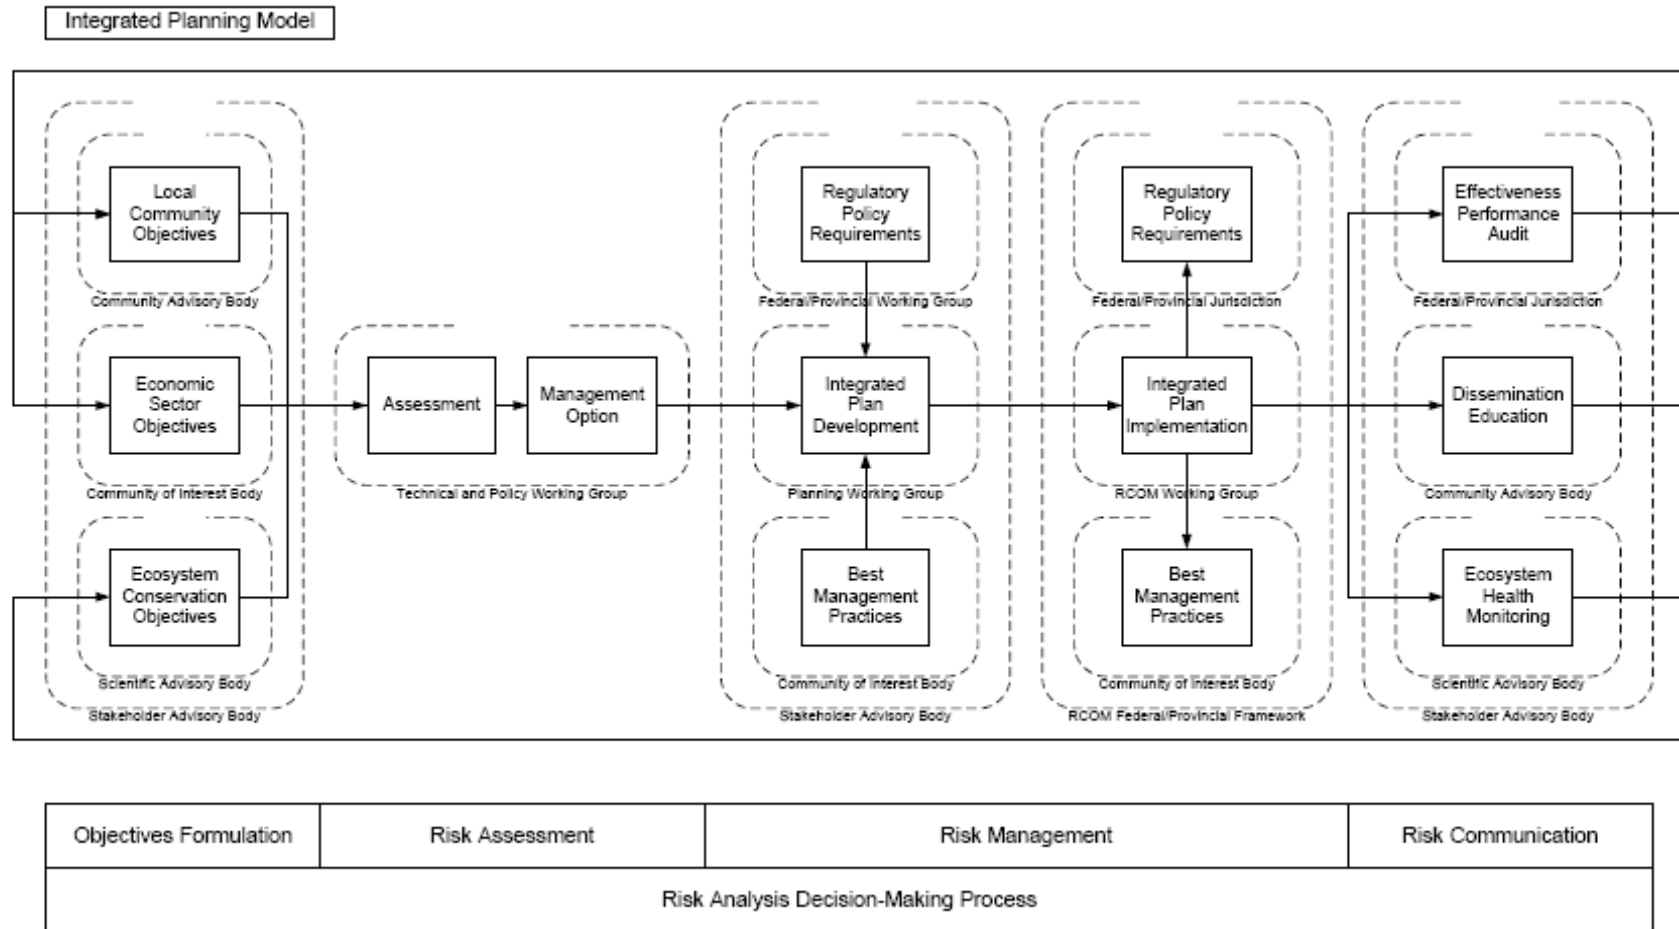 Integrated Planning Model
Local
Community
Objectives
Community Advisory Body
Economic
Sector
Objectives
Community of Interest Body
Ecosystem
Conservation
Objectives
Scientific Advisory Body
Stakeholder Advisory Body
Assessment
Management
Option
Technical and Policy Working Group
Regulatory
Policy
Requirements
Federal/Provincial Working Group
Integrated
Plan
Development
Planning Working Group
Best
Management
Practices
Community of Interest Body
Stakeholder Advisory Body
Regulatory
Policy
Requirements
Federal/Provincial Jurisdiction
Integrated
Plan
Implementation
RCOM Working Group
Best
Management
Practices
Community of Interest Body
RCOM Federal/Provincial Framework
Effectiveness
Performance
Audit
Federal/Provincial Jurisdiction
Dissemination
Education
Community Advisory Body
Ecosystem
Health
Monitoring
Scientific Advisory Body
Stakeholder Advisory Body
Objectives Formulation
Risk Assessment
Risk Management
Risk Communication
Risk Analysis Decision-Making Process